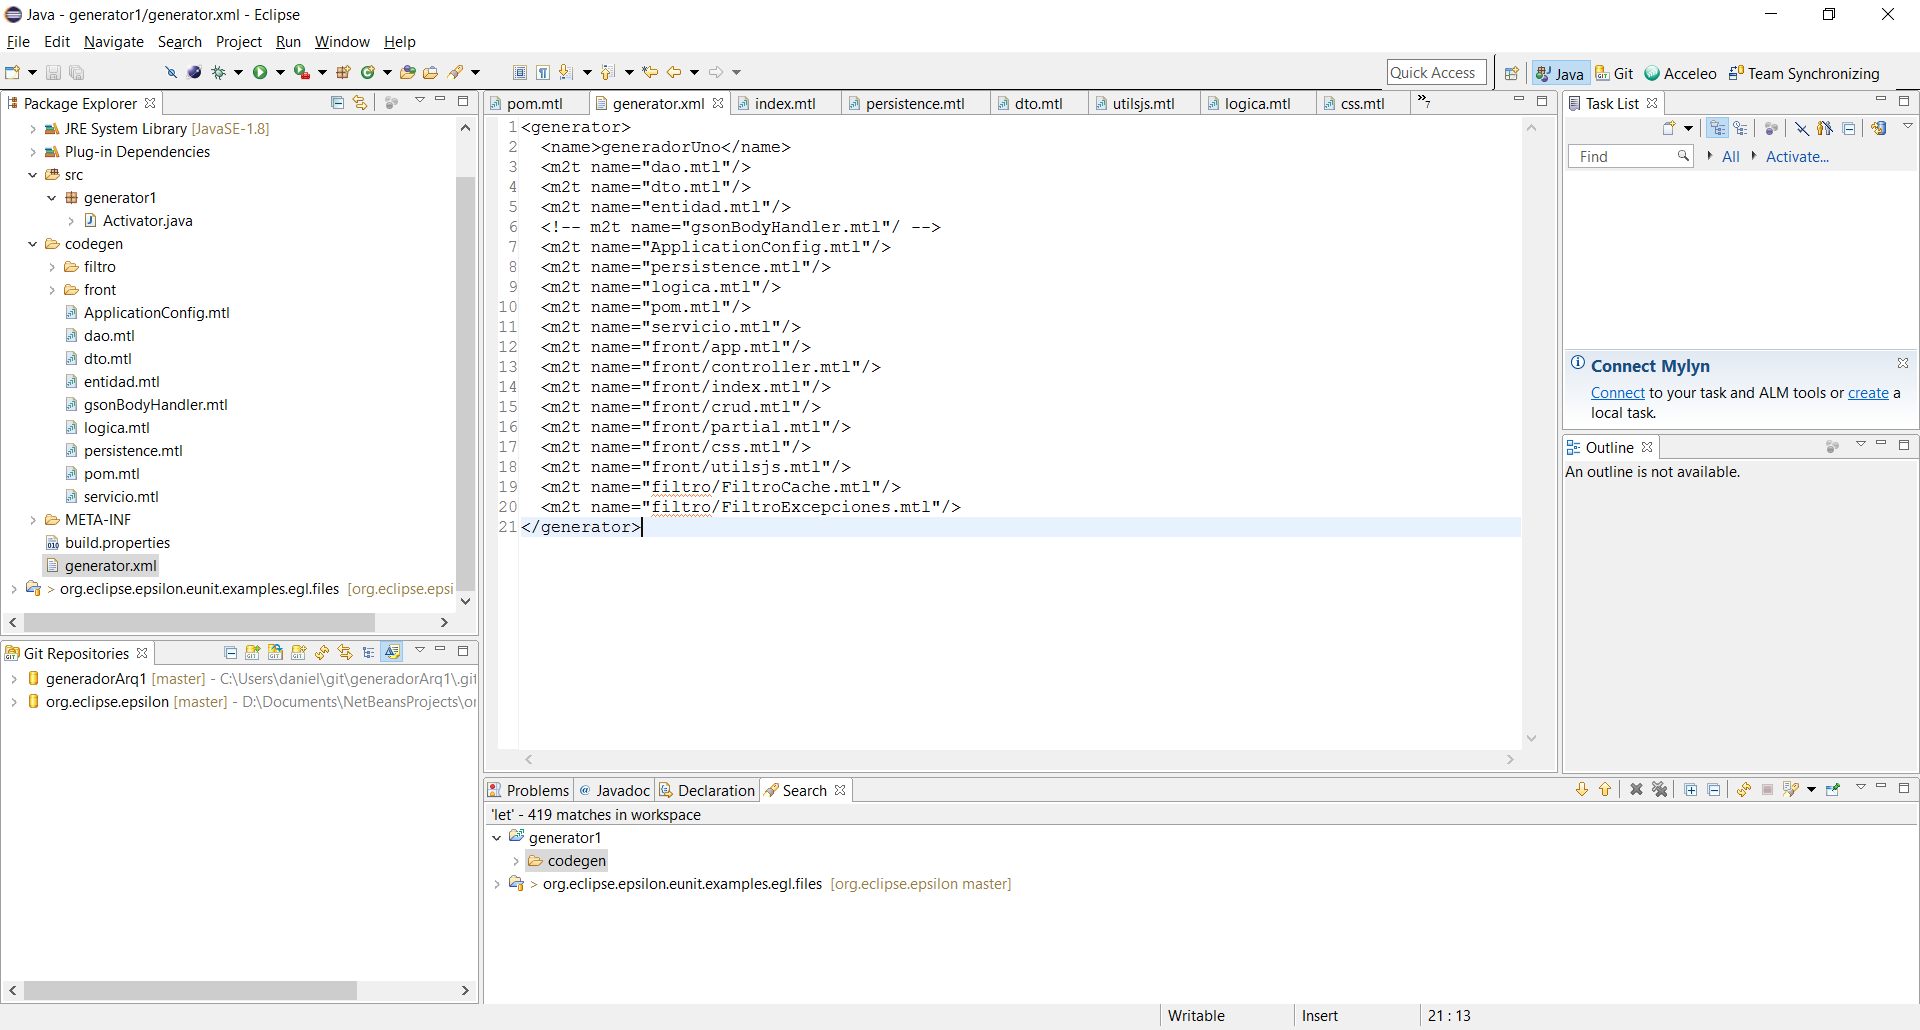 Java - generator1/generator.xml - Eclipse
File Edit Navigate Search Project Run Window Help
Quick Access Java Git Acceleo Team Synchronizing
Package Explorer
JRE System Library [JavaSE-1.8]
Plug-in Dependencies
src
generator1
Activator.java
codegen
filtro
front
ApplicationConfig.mtl
dao.mtl
dto.mtl
entidad.mtl
gsonBodyHandler.mtl
logica.mtl
persistence.mtl
pom.mtl
servicio.mtl
META-INF
build.properties
generator.xml
> org.eclipse.epsilon.eunit.examples.egl.files [org.eclipse.epsi
Git Repositories
generadorArq1 [master] - C:\Users\daniel\git\generadorArq1\.git
org.eclipse.epsilon [master] - D:\Documents\NetBeansProjects\or
pom.mtl generator.xml index.mtl persistence.mtl dto.mtl utilsjs.mtl logica.mtl css.mtl »7
1 <generator>
2 <name>generadorUno</name>
3 <m2t name="dao.mtl"/>
4 <m2t name="dto.mtl"/>
5 <m2t name="entidad.mtl"/>
6 <!-- m2t name="gsonBodyHandler.mtl"/ -->
7 <m2t name="ApplicationConfig.mtl"/>
8 <m2t name="persistence.mtl"/>
9 <m2t name="logica.mtl"/>
10 <m2t name="pom.mtl"/>
11 <m2t name="servicio.mtl"/>
12 <m2t name="front/app.mtl"/>
13 <m2t name="front/controller.mtl"/>
14 <m2t name="front/index.mtl"/>
15 <m2t name="front/crud.mtl"/>
16 <m2t name="front/partial.mtl"/>
17 <m2t name="front/css.mtl"/>
18 <m2t name="front/utilsjs.mtl"/>
19 <m2t name="filtro/FiltroCache.mtl"/>
20 <m2t name="filtro/FiltroExcepciones.mtl"/>
21 </generator>
Task List
Find All Activate...
Connect Mylyn
Connect to your task and ALM tools or create a
local task.
Outline
An outline is not available.
Problems @ Javadoc Declaration Search
'let' - 419 matches in workspace
generator1
codegen
> org.eclipse.epsilon.eunit.examples.egl.files [org.eclipse.epsilon master]
Writable Insert 21 : 13